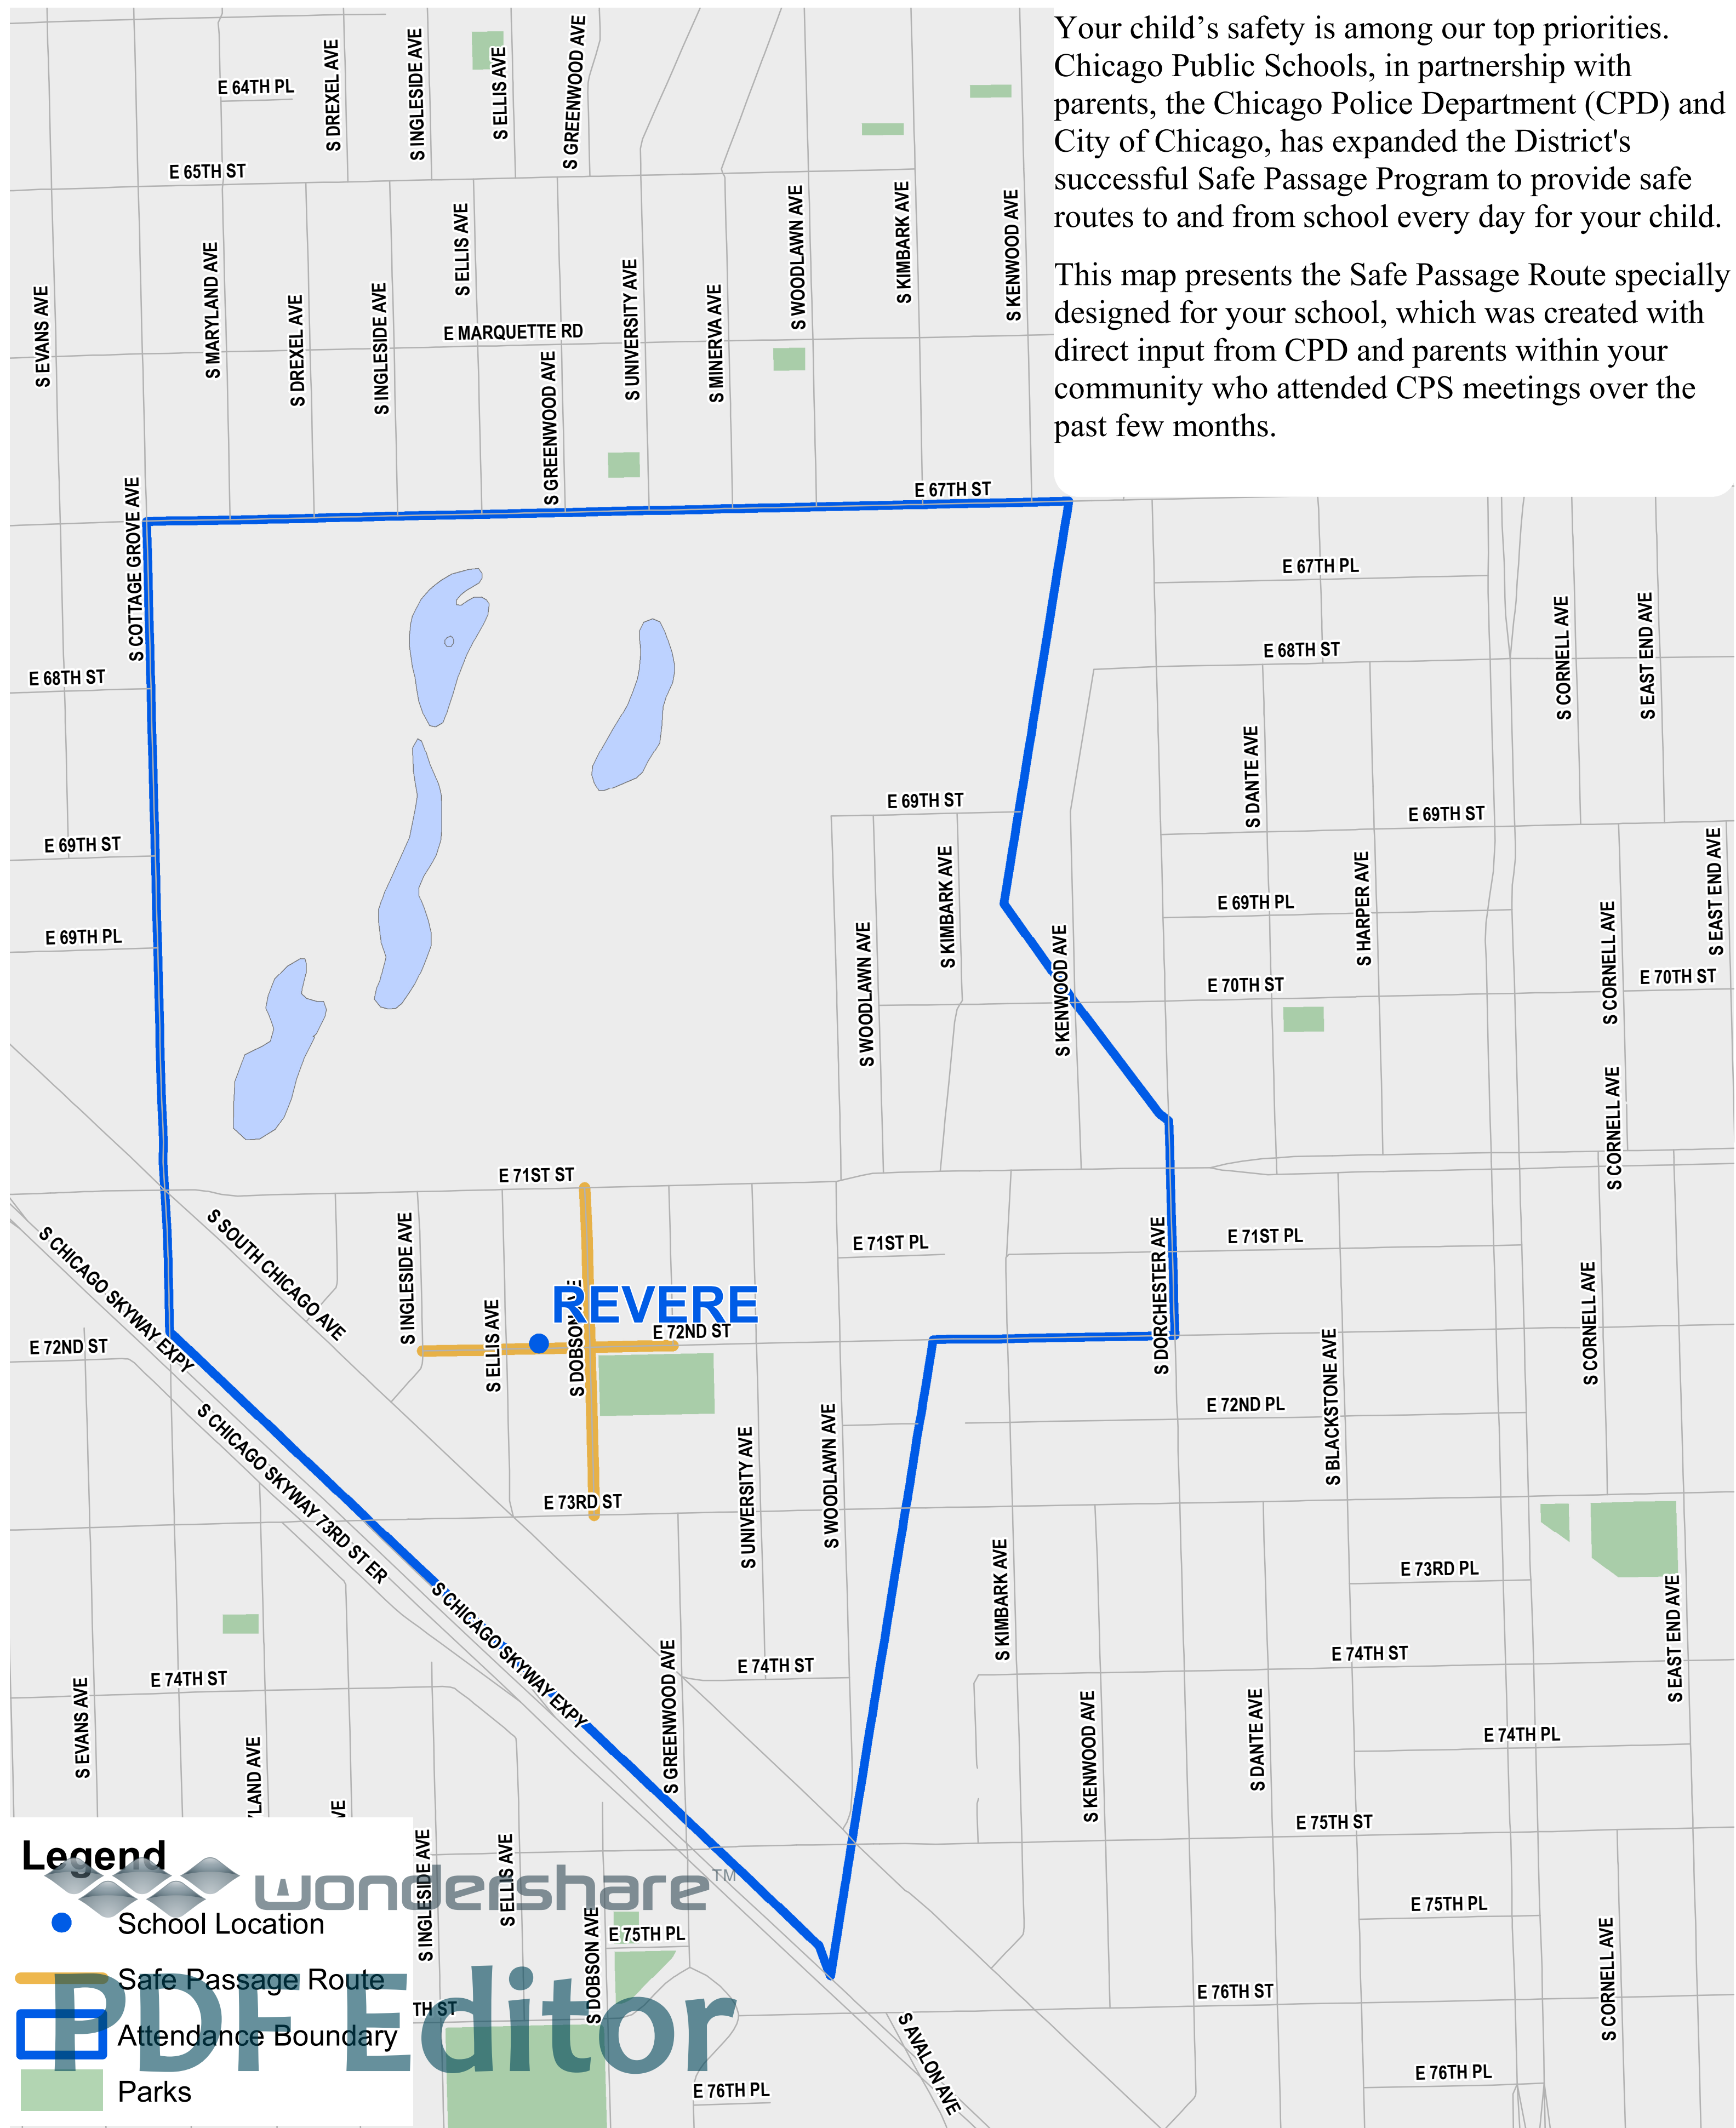 Your child’s safety is among our top priorities.
Chicago Public Schools, in partnership with
parents, the Chicago Police Department (CPD) and
City of Chicago, has expanded the District's
successful Safe Passage Program to provide safe
routes to and from school every day for your child.
This map presents the Safe Passage Route specially
designed for your school, which was created with
direct input from CPD and parents within your
community who attended CPS meetings over the
past few months.
S DREXEL AVE
S INGLESIDE AVE
S ELLIS AVE
S GREENWOOD AVE
E 64TH PL
E 65TH ST
S EVANS AVE
S MARYLAND AVE
S DREXEL AVE
S INGLESIDE AVE
S ELLIS AVE
S GREENWOOD AVE
S UNIVERSITY AVE
S MINERVA AVE
S WOODLAWN AVE
S KIMBARK AVE
S KENWOOD AVE
E MARQUETTE RD
E 67TH ST
S COTTAGE GROVE AVE
E 67TH PL
E 68TH ST
E 68TH ST
S CORNELL AVE
S EAST END AVE
S DANTE AVE
E 69TH ST
E 69TH ST
E 69TH ST
S KIMBARK AVE
S HARPER AVE
S EAST END AVE
E 69TH PL
E 69TH PL
S WOODLAWN AVE
S KENWOOD AVE
S CORNELL AVE
E 70TH ST
E 70TH ST
S CORNELL AVE
E 71ST ST
S SOUTH CHICAGO AVE
S CHICAGO SKYWAY EXPY
S INGLESIDE AVE
E 71ST PL
E 71ST PL
S DORCHESTER AVE
S CORNELL AVE
REVERE
S ELLIS AVE
S DOBSON AVE
E 72ND ST
E 72ND ST
S BLACKSTONE AVE
E 72ND PL
S CHICAGO SKYWAY 73RD ST ER
S UNIVERSITY AVE
S WOODLAWN AVE
E 73RD ST
S KIMBARK AVE
E 73RD PL
S EAST END AVE
S CHICAGO SKYWAY EXPY
E 74TH ST
E 74TH ST
E 74TH ST
S EVANS AVE
S GREENWOOD AVE
S KENWOOD AVE
S DANTE AVE
E 74TH PL
YLAND AVE
VE
E 75TH ST
S INGLESIDE AVE
S ELLIS AVE
S DOBSON AVE
E 75TH PL
E 75TH PL
S CORNELL AVE
TH ST
E 76TH ST
S AVALON AVE
E 76TH PL
E 76TH PL
Legend
wondershare™
School Location
Safe Passage Route
PDF Editor
Attendance Boundary
Parks